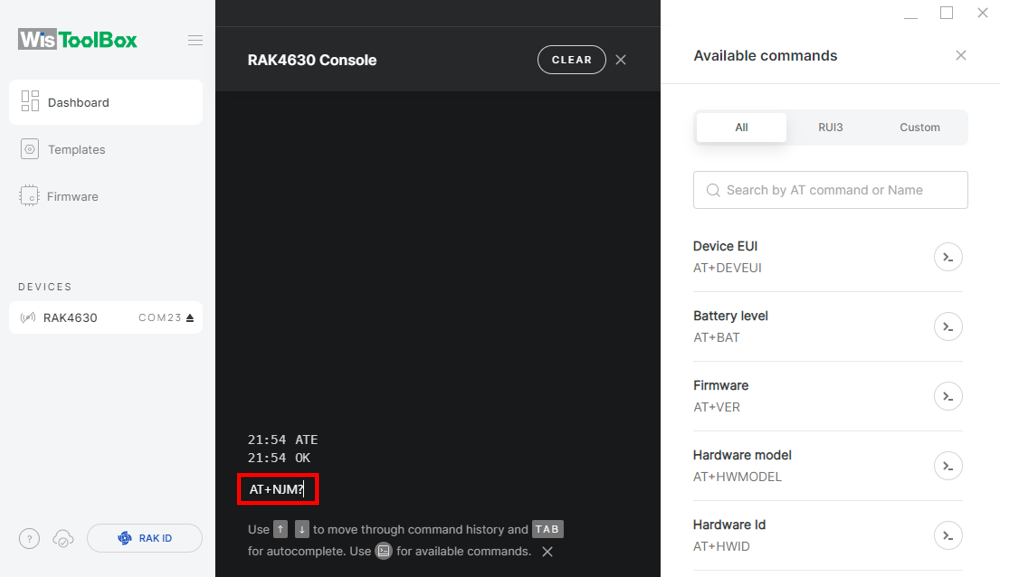 WisToolBox
Dashboard
Templates
Firmware
DEVICES
RAK4630 COM23
?
RAK ID
RAK4630 Console
CLEAR
21:54 ATE
21:54 OK
AT+NJM?
Use ↑ ↓ to move through command history and TAB
for autocomplete. Use for available commands.
Available commands
All RUI3 Custom
Search by AT command or Name
Device EUI
AT+DEVEUI
Battery level
AT+BAT
Firmware
AT+VER
Hardware model
AT+HWMODEL
Hardware Id
AT+HWID